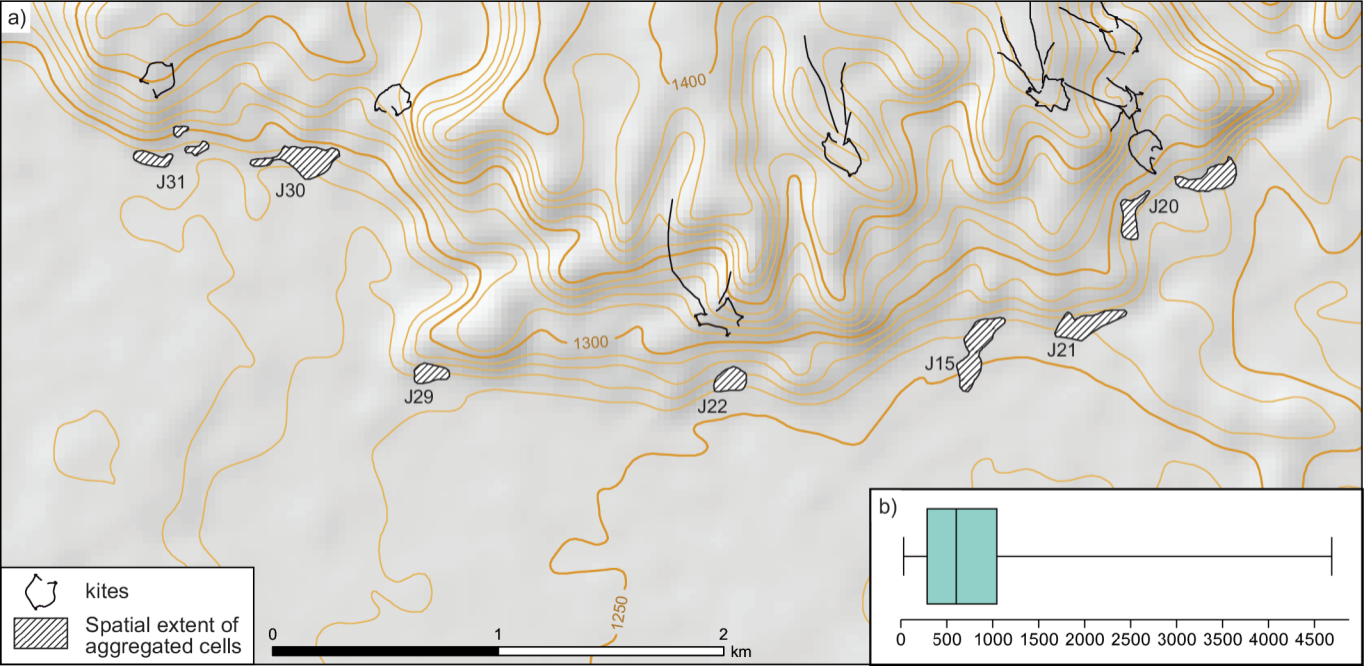 a)
1400
J31
J30
J20
1300
J15
J21
J29
J22
b)
0 500 1000 1500 2000 2500 3000 3500 4000 4500
kites
Spatial extent of
aggregated cells
1250
0 1 2
km